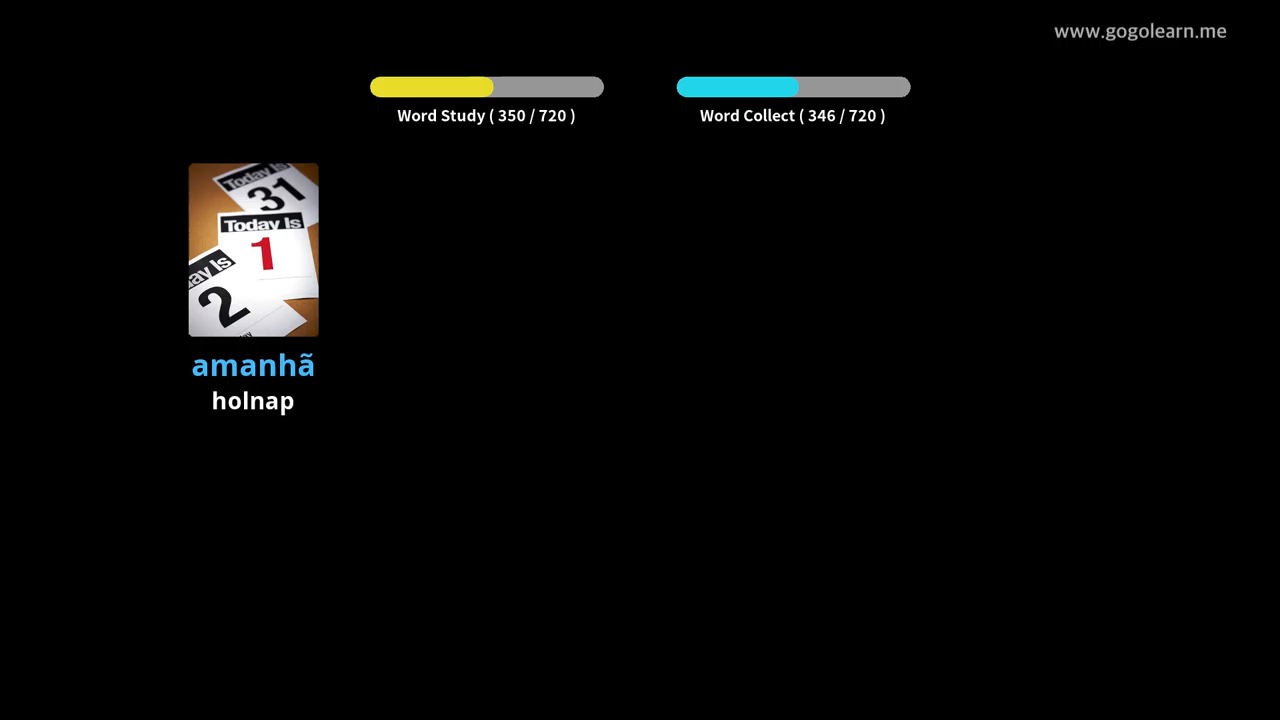 www.gogolearn.me
Word Study ( 350 / 720 )
Word Collect ( 346 / 720 )
Today Is
31
Today Is
1
ay Is
2
amanhã
holnap